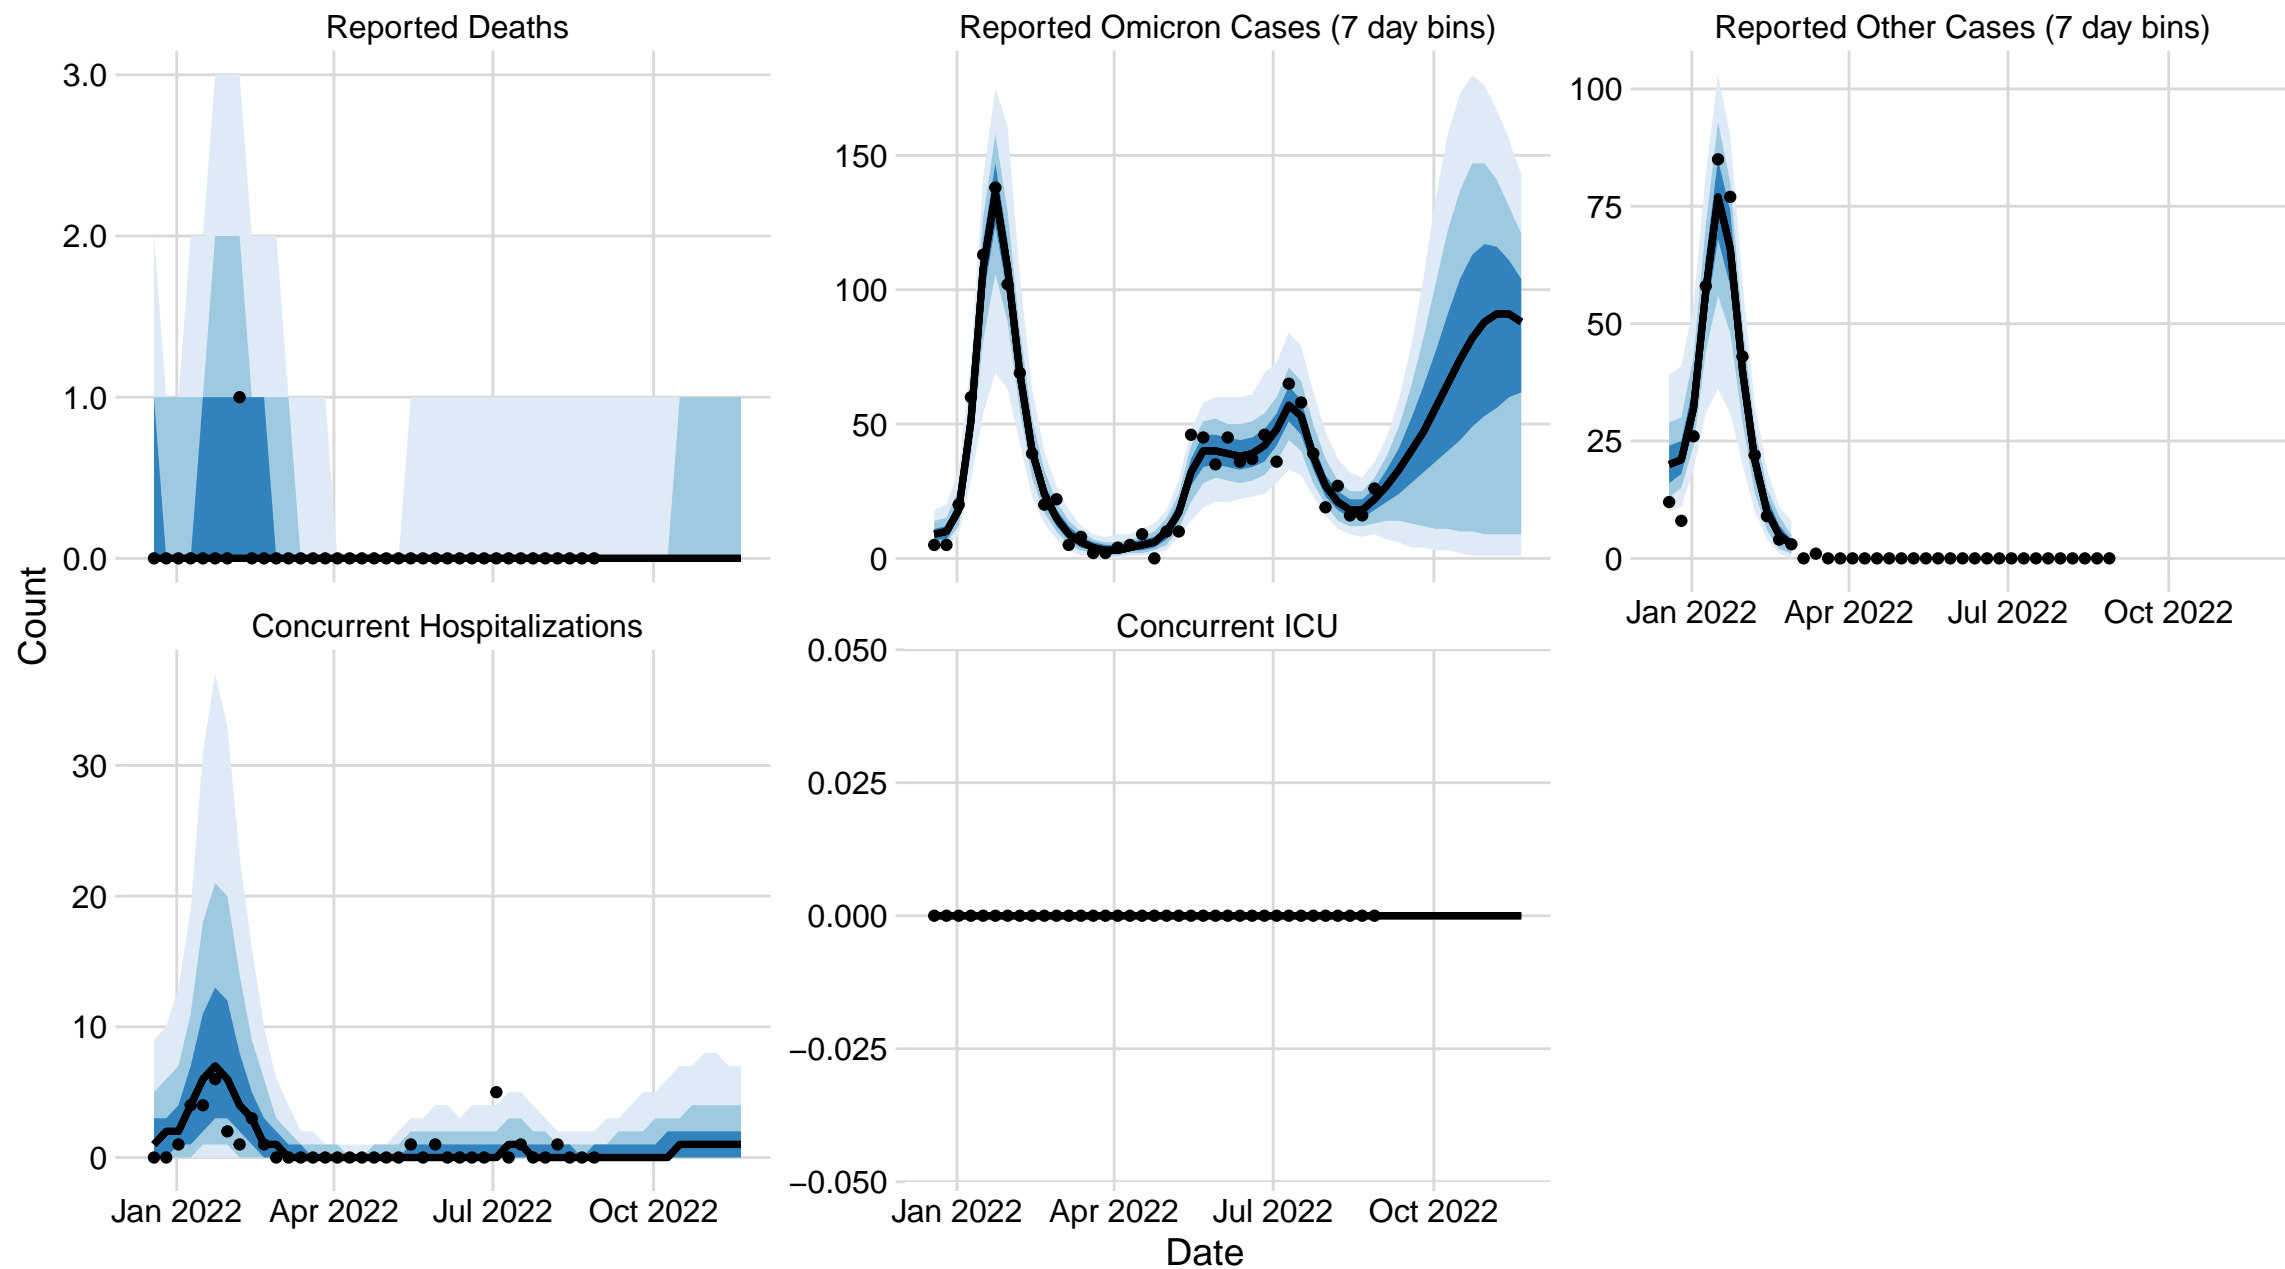 Reported Deaths
Reported Omicron Cases (7 day bins)
Reported Other Cases (7 day bins)
3.0
2.0
1.0
0.0
150
100
50
0
100
75
50
25
0
Jan 2022 Apr 2022 Jul 2022 Oct 2022
Count
Concurrent Hospitalizations
Concurrent ICU
30
20
10
0
0.050
0.025
0.000
−0.025
−0.050
Jan 2022 Apr 2022 Jul 2022 Oct 2022
Jan 2022 Apr 2022 Jul 2022 Oct 2022
Date